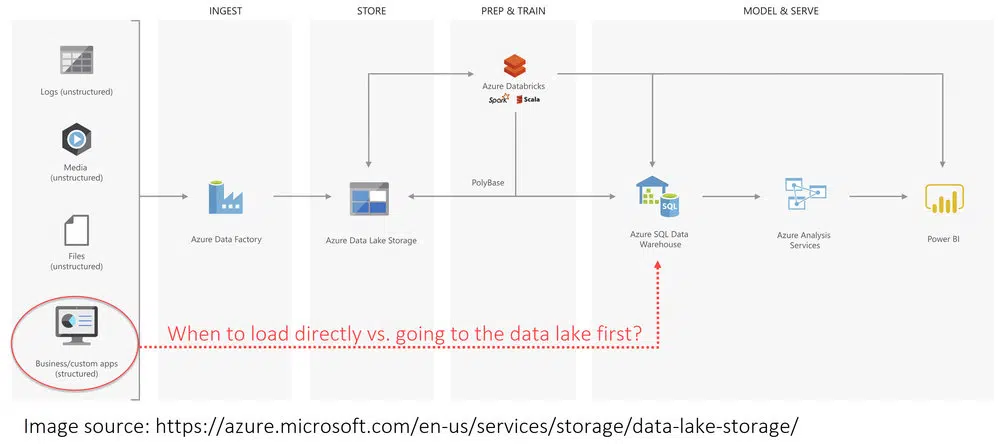 INGEST
STORE
PREP & TRAIN
MODEL & SERVE
Logs (unstructured)
Media
(unstructured)
Files
(unstructured)
Business/custom apps
(structured)
Azure Data Factory
Azure Data Lake Storage
Azure Databricks
Spark
Scala
PolyBase
SQL
Azure SQL Data
Warehouse
Azure Analysis
Services
Power BI
When to load directly vs. going to the data lake first?
Image source: https://azure.microsoft.com/en-us/services/storage/data-lake-storage/